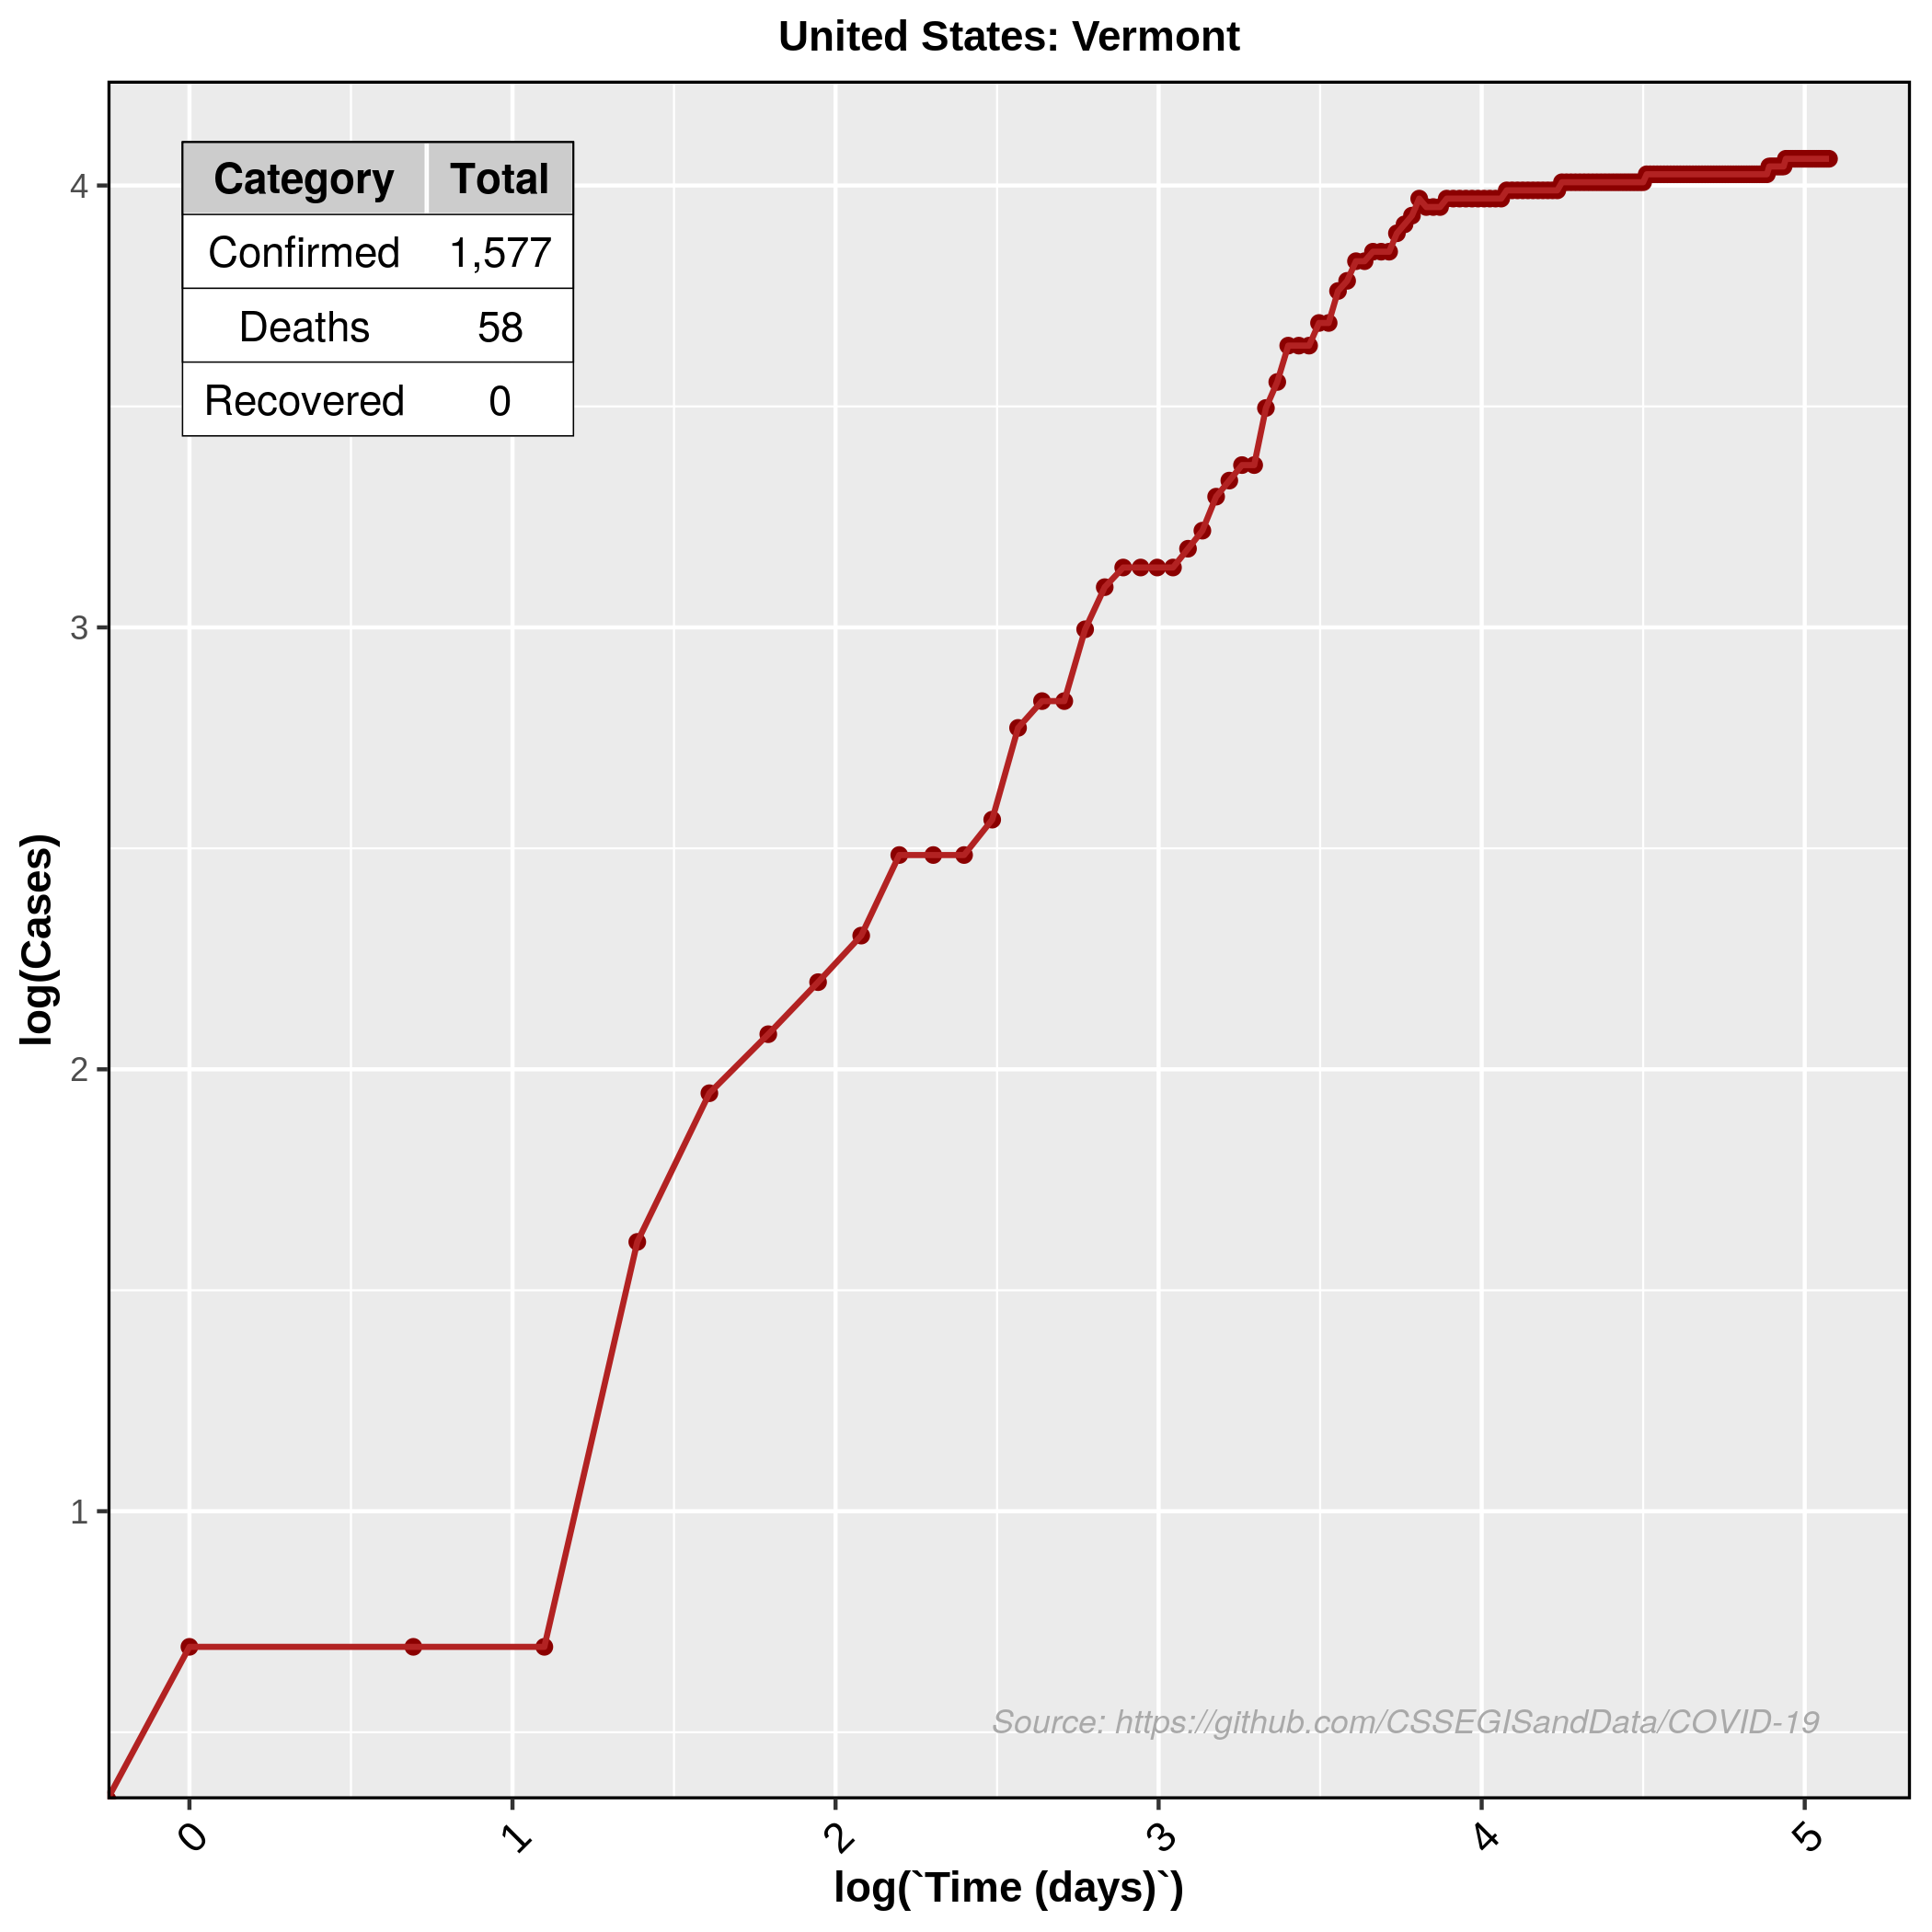 United States: Vermont
Category Total
Confirmed 1,577
Deaths 58
Recovered 0
4
3
2
1
log(Cases)
Source: https://github.com/CSSEGISandData/COVID-19
0 1 2 3 4 5
log(`Time (days)`)